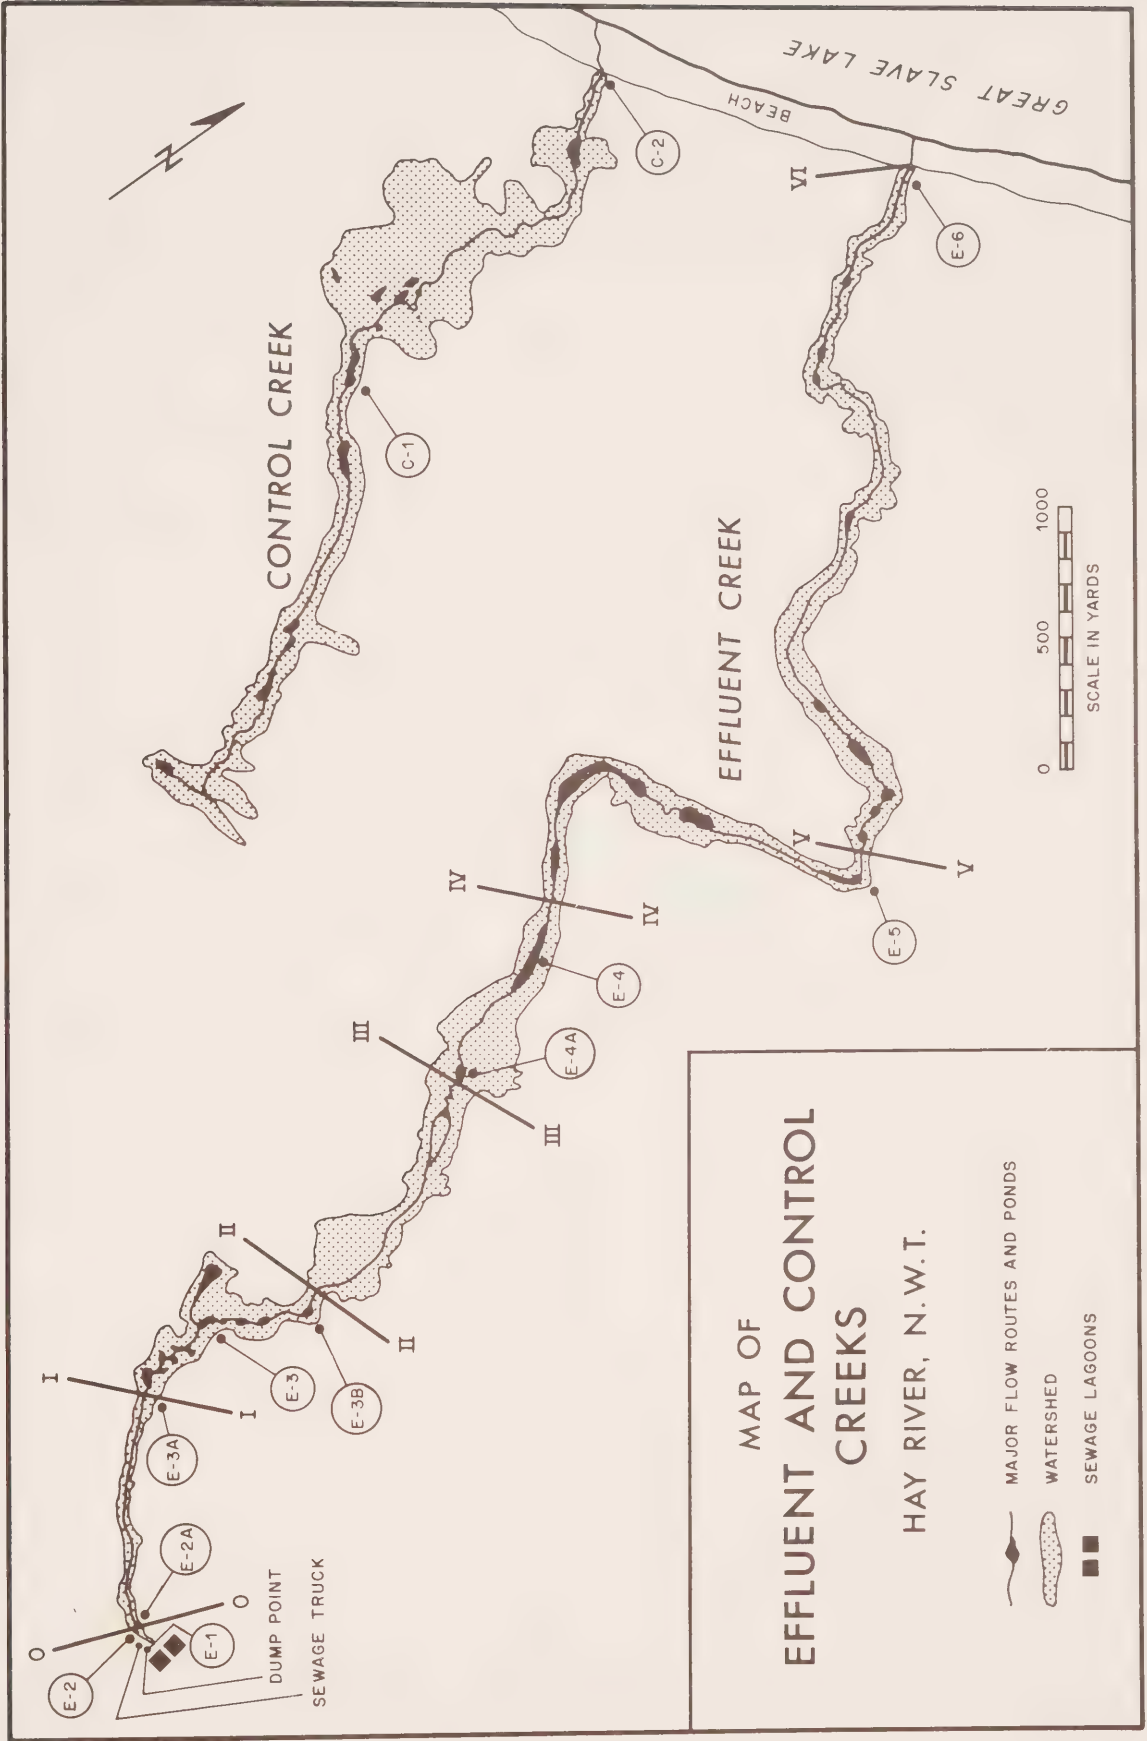 GREAT SLAVE LAKE
BEACH
N
CONTROL CREEK
C-2
C-1
EFFLUENT CREEK
VI
E-6
V
V
E-5
IV
IV
E-4
III
III
E-4A
II
II
E-3
E-3B
I
I
E-3A
E-2A
O
O
E-2
E-1
DUMP POINT
SEWAGE TRUCK
0 500 1000
SCALE IN YARDS
MAP OF
EFFLUENT AND CONTROL
CREEKS
HAY RIVER, N.W.T.
MAJOR FLOW ROUTES AND PONDS
WATERSHED
SEWAGE LAGOONS